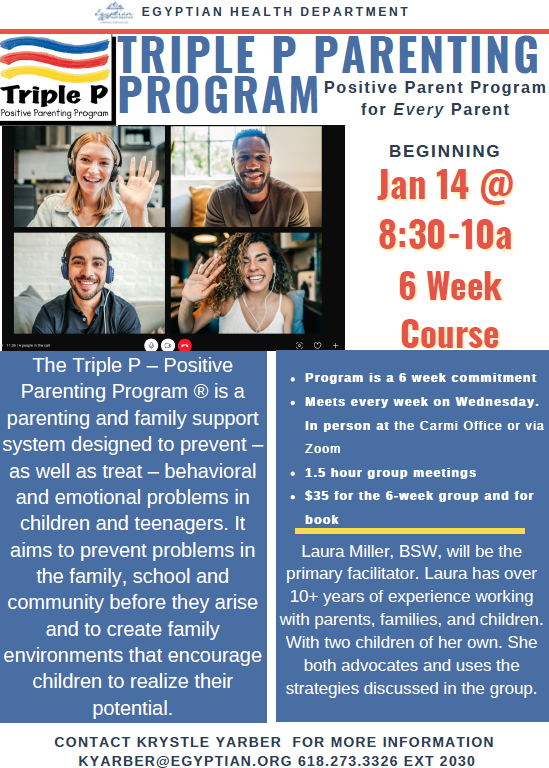 EGYPTIAN HEALTH DEPARTMENT
Triple P
Positive Parenting Program
TRIPLE P PARENTING
PROGRAM
Positive Parent Program
for Every Parent
BEGINNING
Jan 14 @
8:30-10a
6 Week
Course
The Triple P – Positive
Parenting Program ® is a
parenting and family support
system designed to prevent –
as well as treat – behavioral
and emotional problems in
children and teenagers. It
aims to prevent problems in
the family, school and
community before they arise
and to create family
environments that encourage
children to realize their
potential.
• Program is a 6 week commitment
• Meets every week on Wednesday.
In person at the Carmi Office or via
Zoom
• 1.5 hour group meetings
• $35 for the 6-week group and for
book
Laura Miller, BSW, will be the
primary facilitator. Laura has over
10+ years of experience working
with parents, families, and children.
With two children of her own. She
both advocates and uses the
strategies discussed in the group.
CONTACT KRYSTLE YARBER FOR MORE INFORMATION
KYARBER@EGYPTIAN.ORG 618.273.3326 EXT 2030